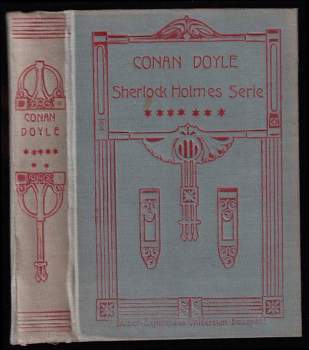 CONAN
DOYLE
*****
**
CONAN DOYLE
Sherlock Holmes Serie
**** ** *